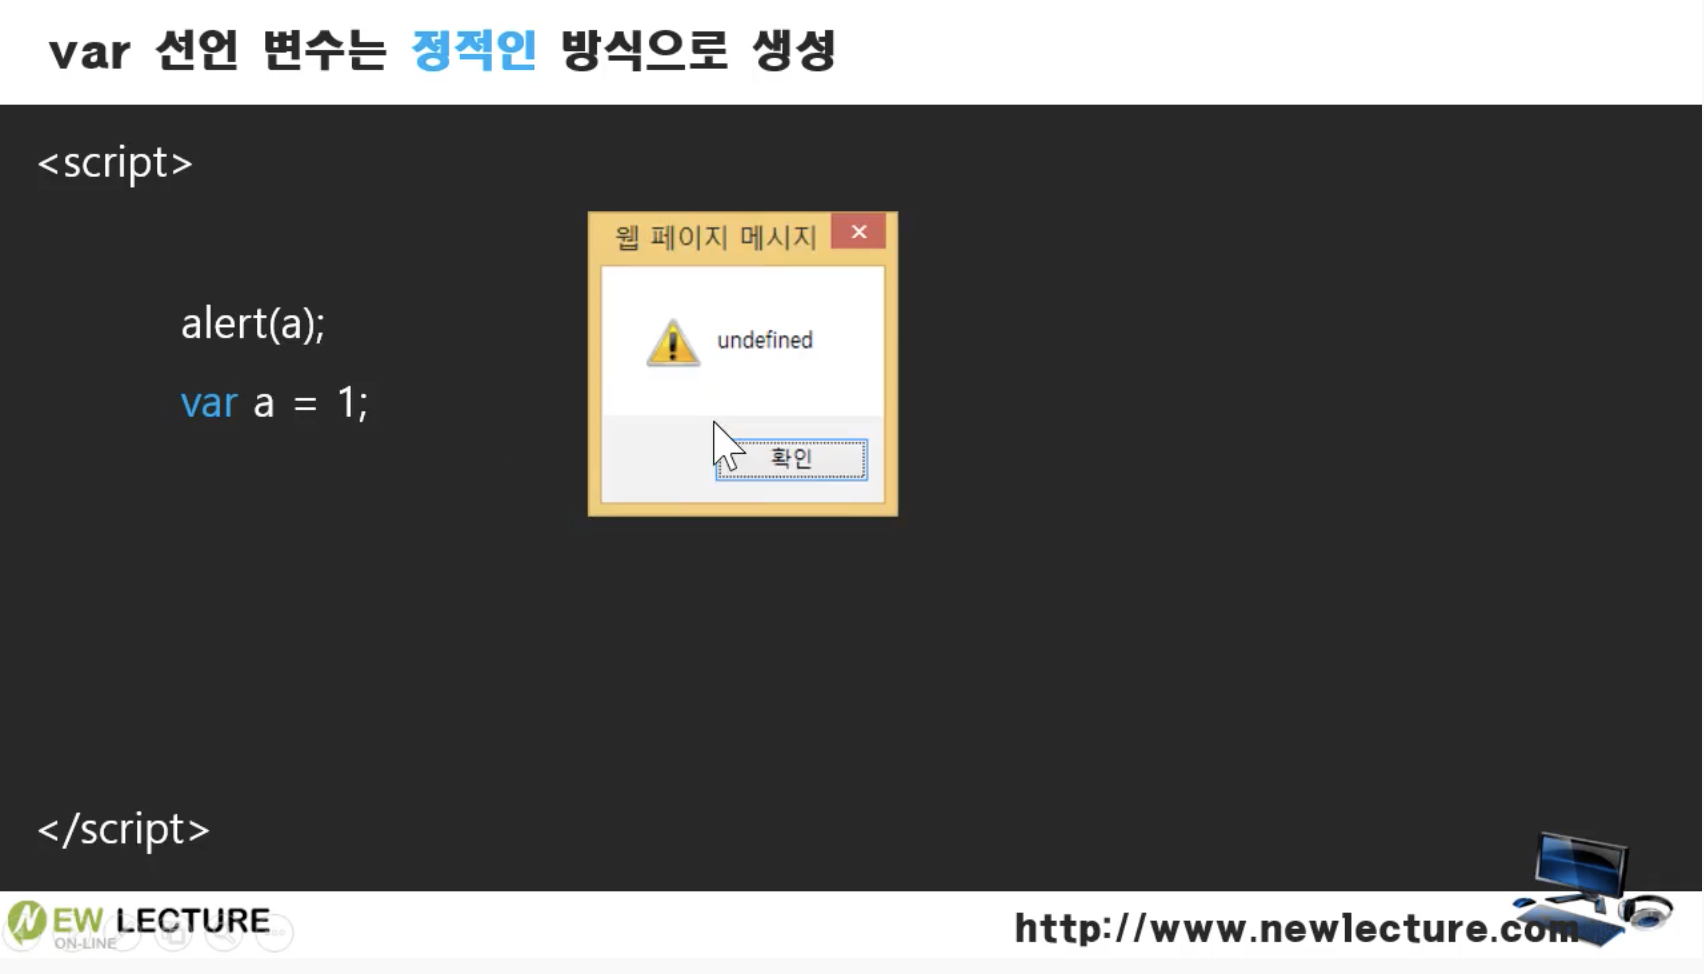 var 선언 변수는 정적인 방식으로 생성
<script>
웹 페이지 메시지
alert(a);
undefined
var a = 1;
확인
</script>
NEW LECTURE
ON-LINE
http://www.newlecture.com